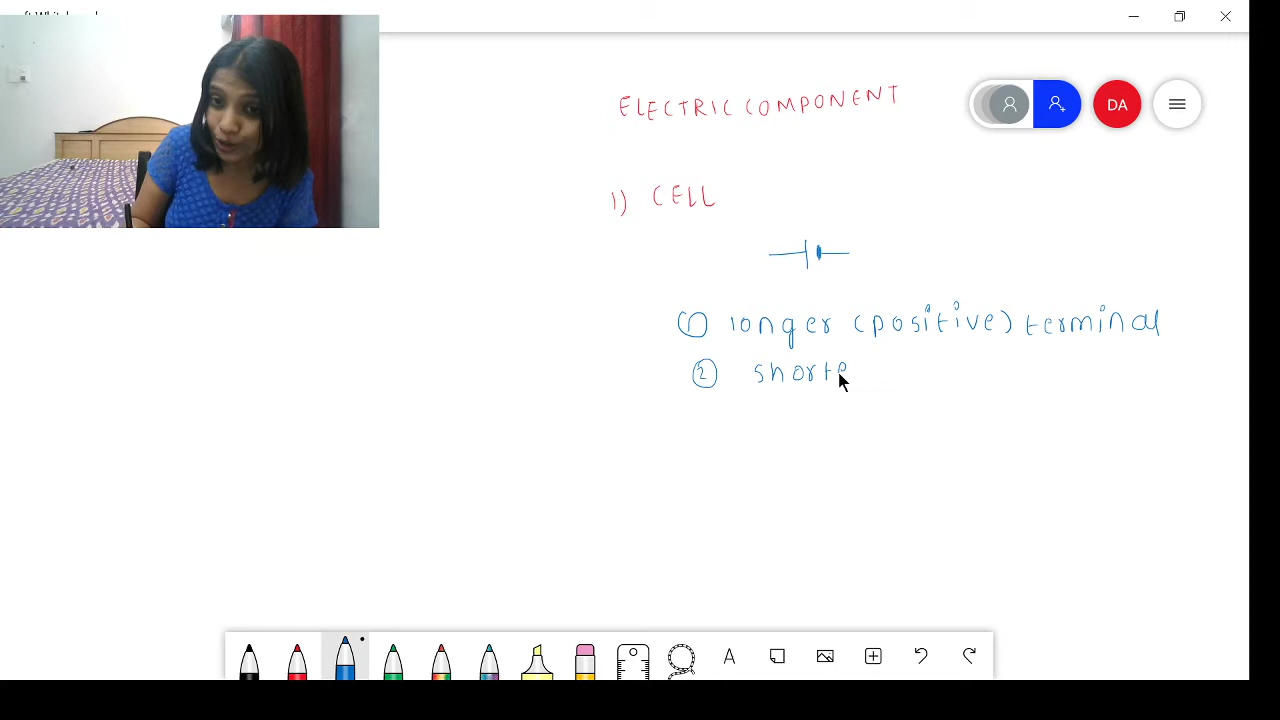 ELECTRIC COMPONENT
DA
1) CELL
① longer (positive) terminal
② shorte
A